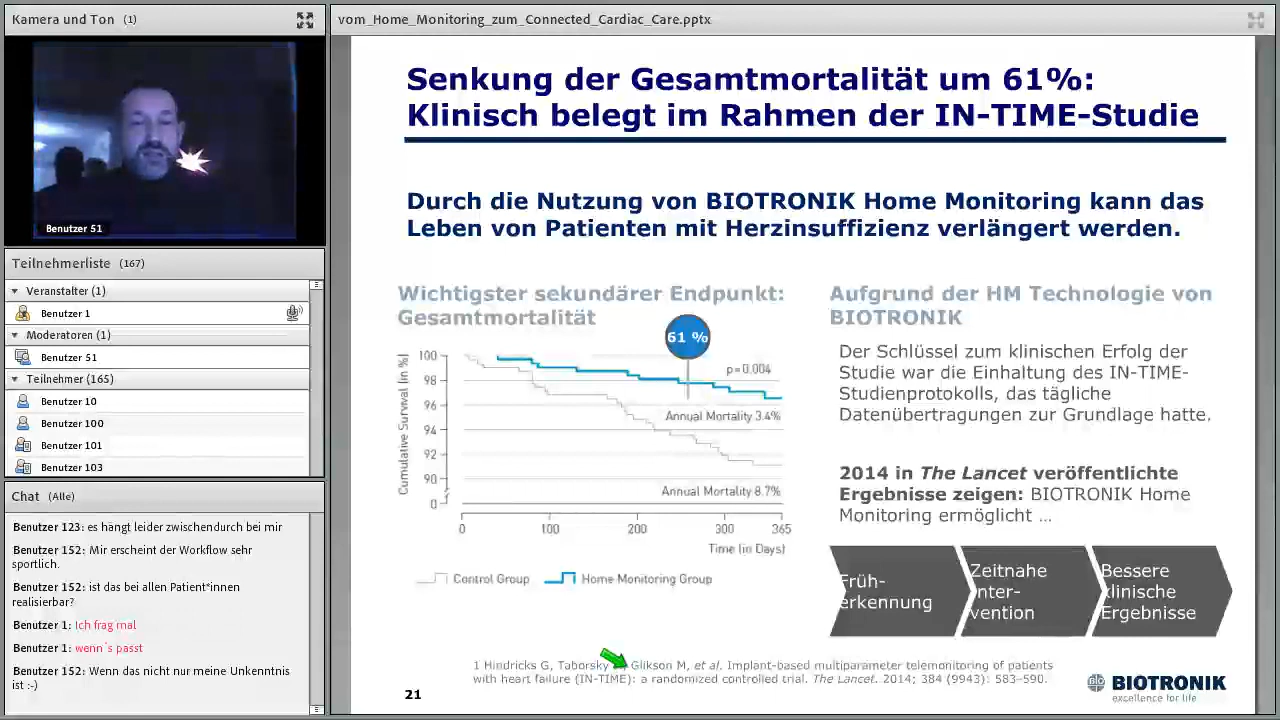 Kamera und Ton (1)
Benutzer 51
Teilnehmerliste (167)
Veranstalter (1)
Benutzer 1
Moderatoren (1)
Benutzer 51
Teilnehmer (165)
Benutzer 10
Benutzer 100
Benutzer 101
Benutzer 103
Chat (Alle)
Benutzer 123: es hängt leider zwischendurch bei mir
Benutzer 152: Mir erscheint der Workflow sehr
sportlich.
Benutzer 152: ist das bei allen Patient*innen
realisierbar?
Benutzer 1: Ich frag mal
Benutzer 1: wenn´s passt
Benutzer 152: Wenn das nicht nur meine Unkenntnis
ist :-)
vom_Home_Monitoring_zum_Connected_Cardiac_Care.pptx
Senkung der Gesamtmortalität um 61%:
Klinisch belegt im Rahmen der IN-TIME-Studie
Durch die Nutzung von BIOTRONIK Home Monitoring kann das
Leben von Patienten mit Herzinsuffizienz verlängert werden.
Wichtigster sekundärer Endpunkt:
Gesamtmortalität
61 %
p=0.004
Annual Mortality 3.4%
Annual Mortality 8.7%
Cumulative Survival (in %)
100
98
96
94
92
90
0
0 100 200 300 365
Time (in Days)
Control Group Home Monitoring Group
Aufgrund der HM Technologie von
BIOTRONIK
Der Schlüssel zum klinischen Erfolg der
Studie war die Einhaltung des IN-TIME-
Studienprotokolls, das tägliche
Datenübertragungen zur Grundlage hatte.
2014 in The Lancet veröffentlichte
Ergebnisse zeigen: BIOTRONIK Home
Monitoring ermöglicht ...
Früh-
erkennung
Zeitnahe
Inter-
vention
Bessere
klinische
Ergebnisse
1 Hindricks G, Taborsky Glikson M, et al. Implant-based multiparameter telemonitoring of patients
with heart failure (IN-TIME): a randomized controlled trial. The Lancet. 2014; 384 (9943): 583–590.
21
BIOTRONIK
excellence for life